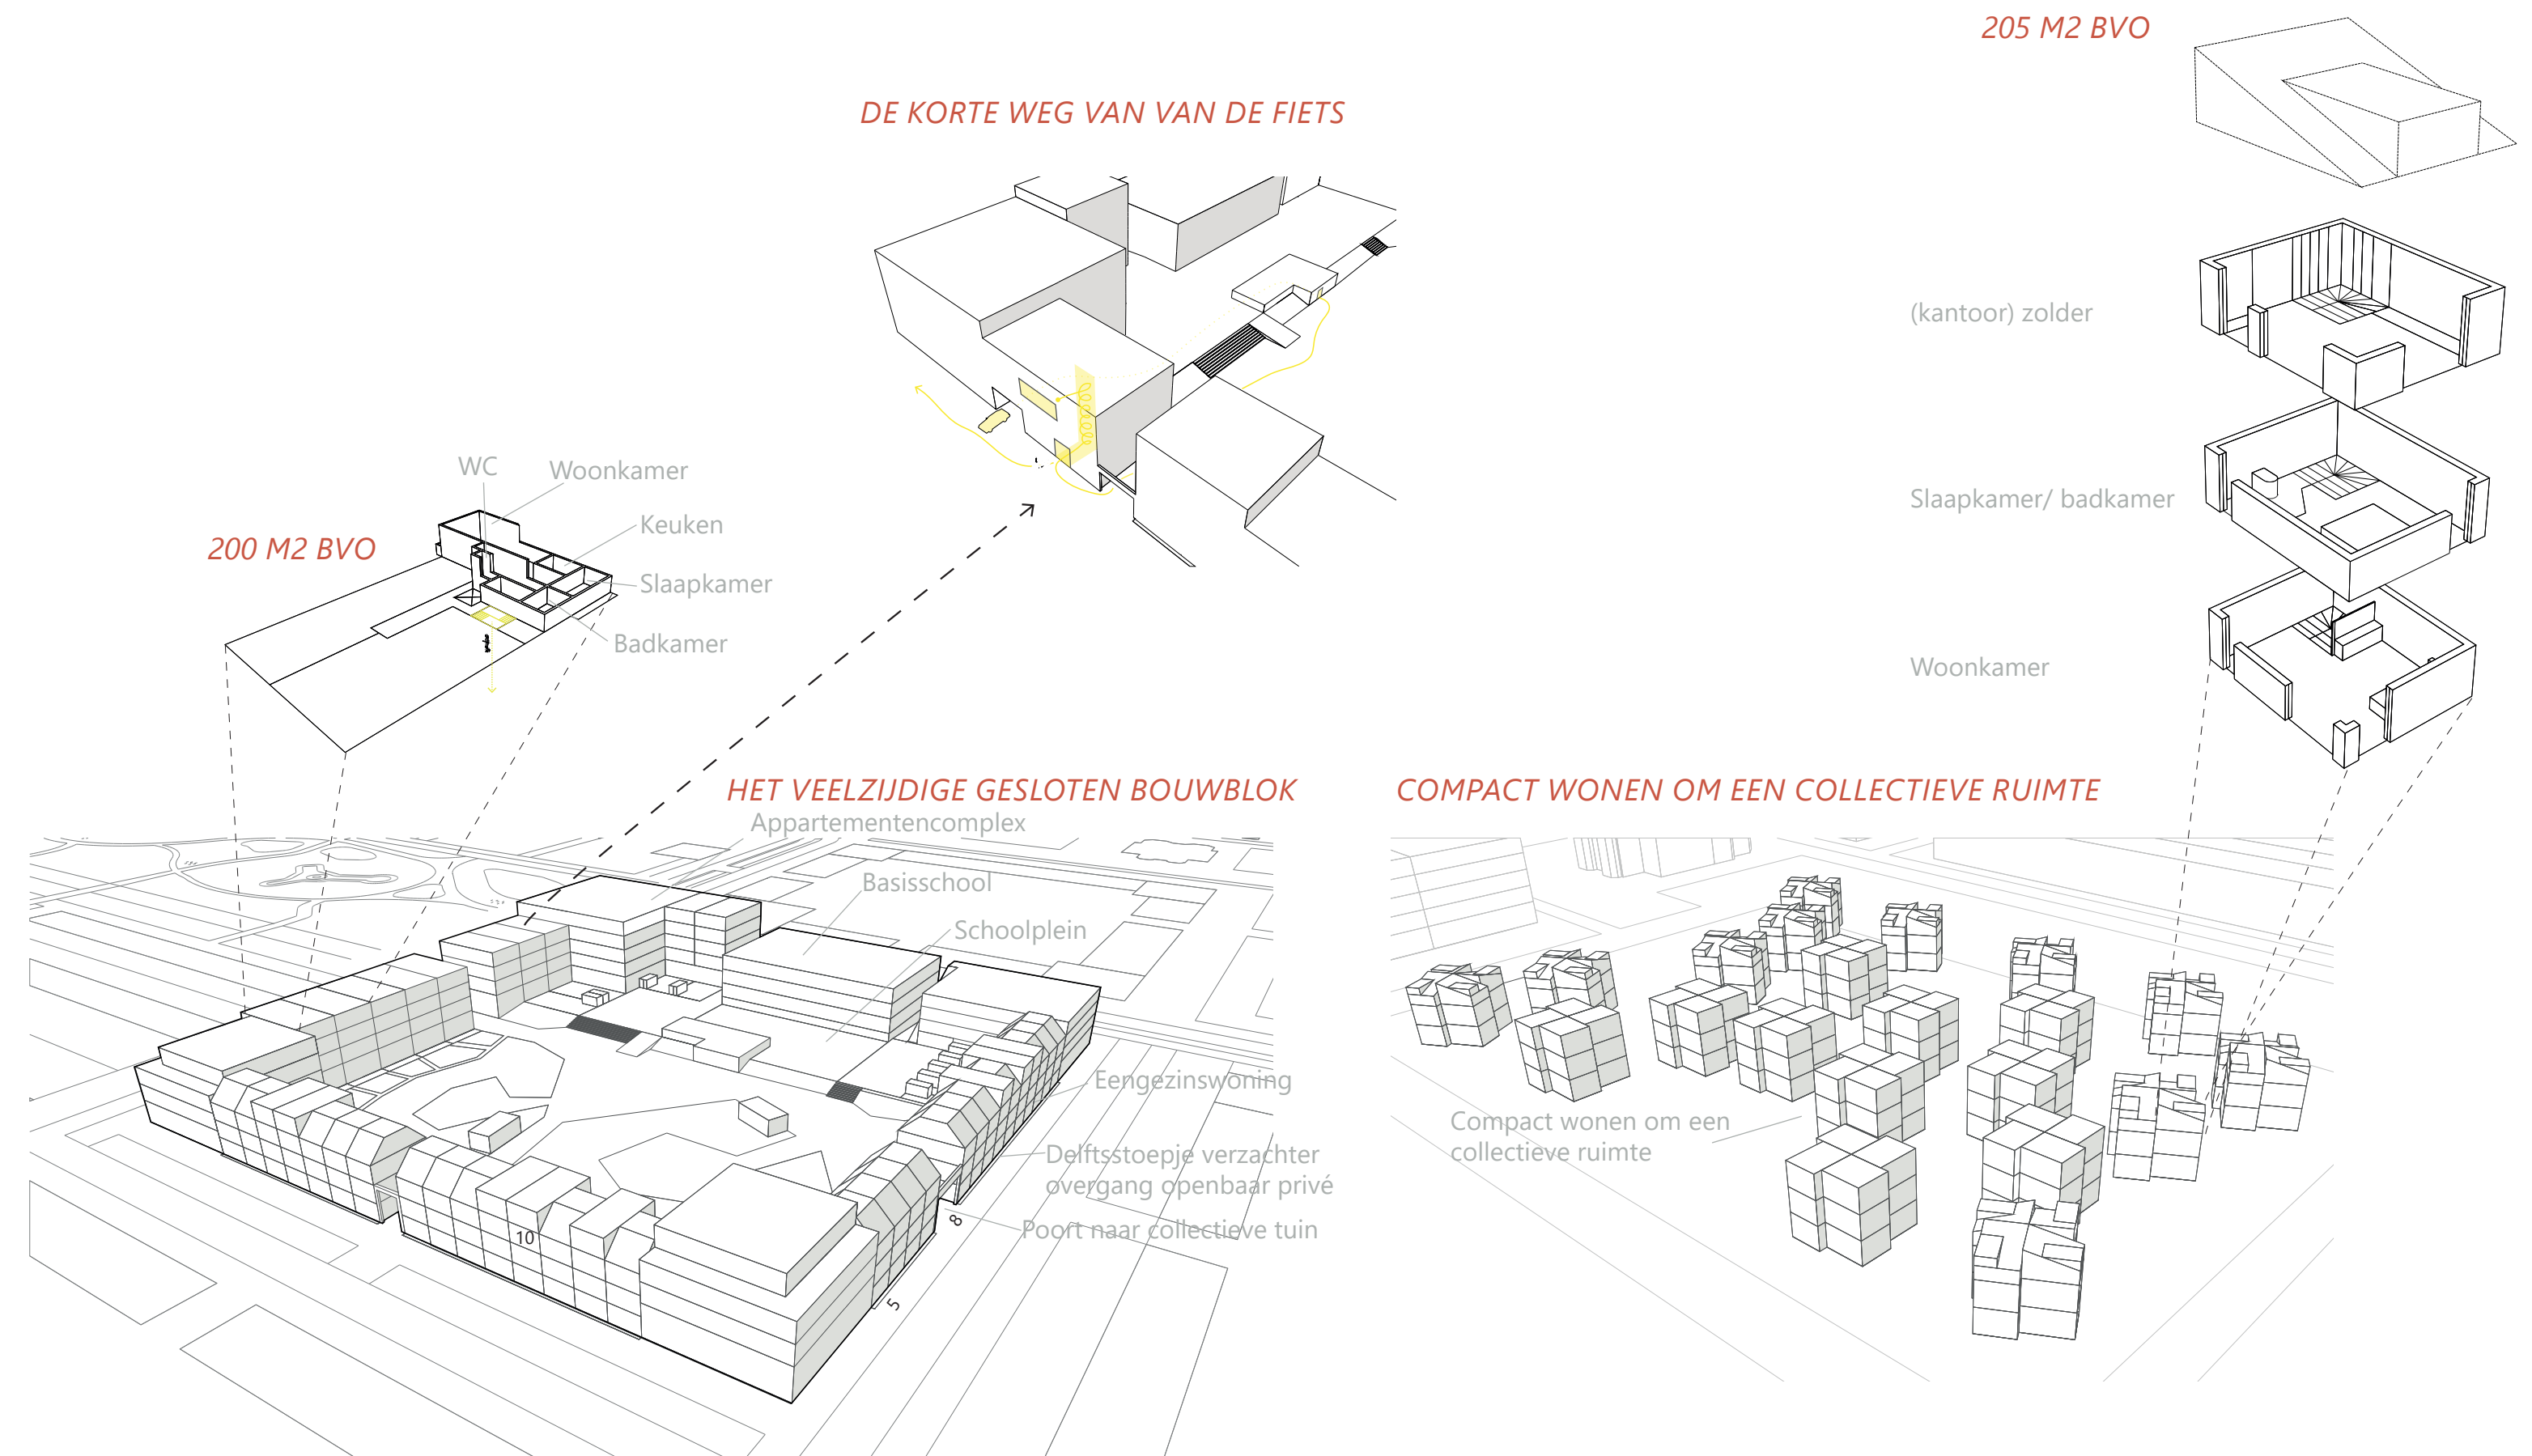 205 M2 BVO
DE KORTE WEG VAN VAN DE FIETS
(kantoor) zolder
WC
Woonkamer
Keuken
200 M2 BVO
Slaapkamer
Badkamer
Slaapkamer/ badkamer
Woonkamer
HET VEELZIJDIGE GESLOTEN BOUWBLOK
Appartementencomplex
Basisschool
Schoolplein
Eengezinswoning
Delftsstoepje verzachter
overgang openbaar privé
Poort naar collectieve tuin
10
8
5
COMPACT WONEN OM EEN COLLECTIEVE RUIMTE
Compact wonen om een
collectieve ruimte